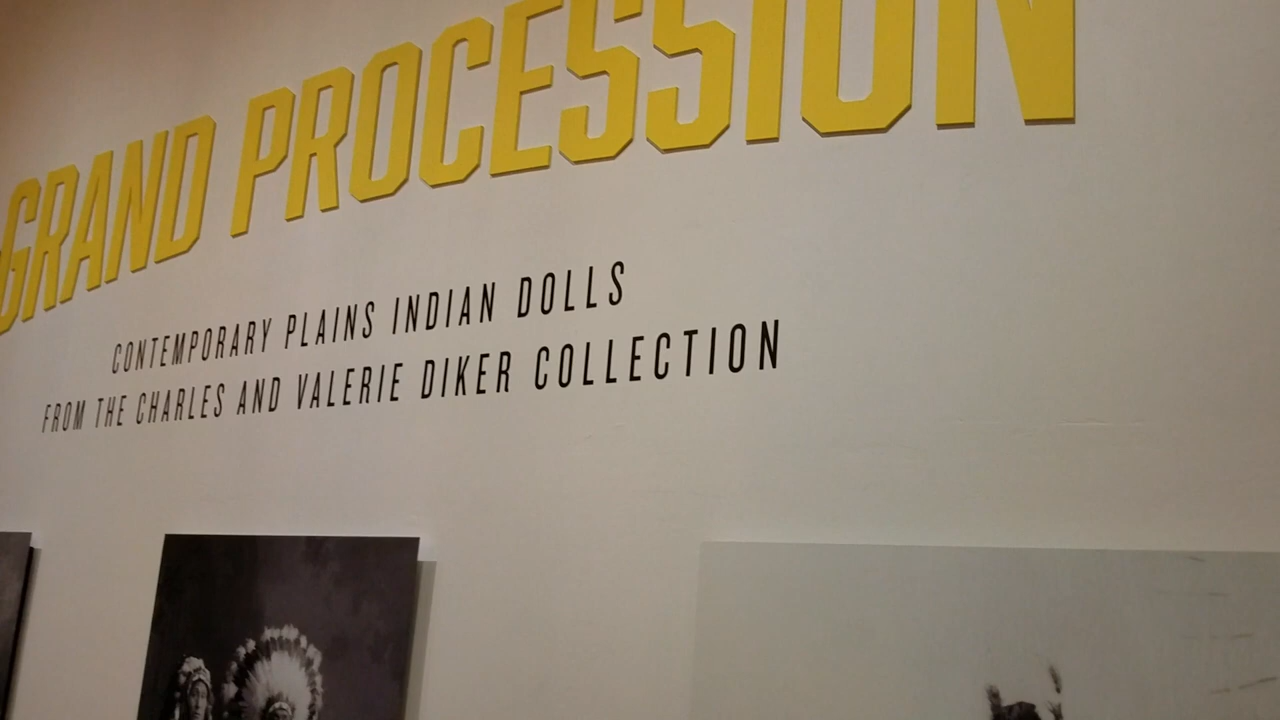 GRAND PROCESSION
CONTEMPORARY PLAINS INDIAN DOLLS
FROM THE CHARLES AND VALERIE DIKER COLLECTION